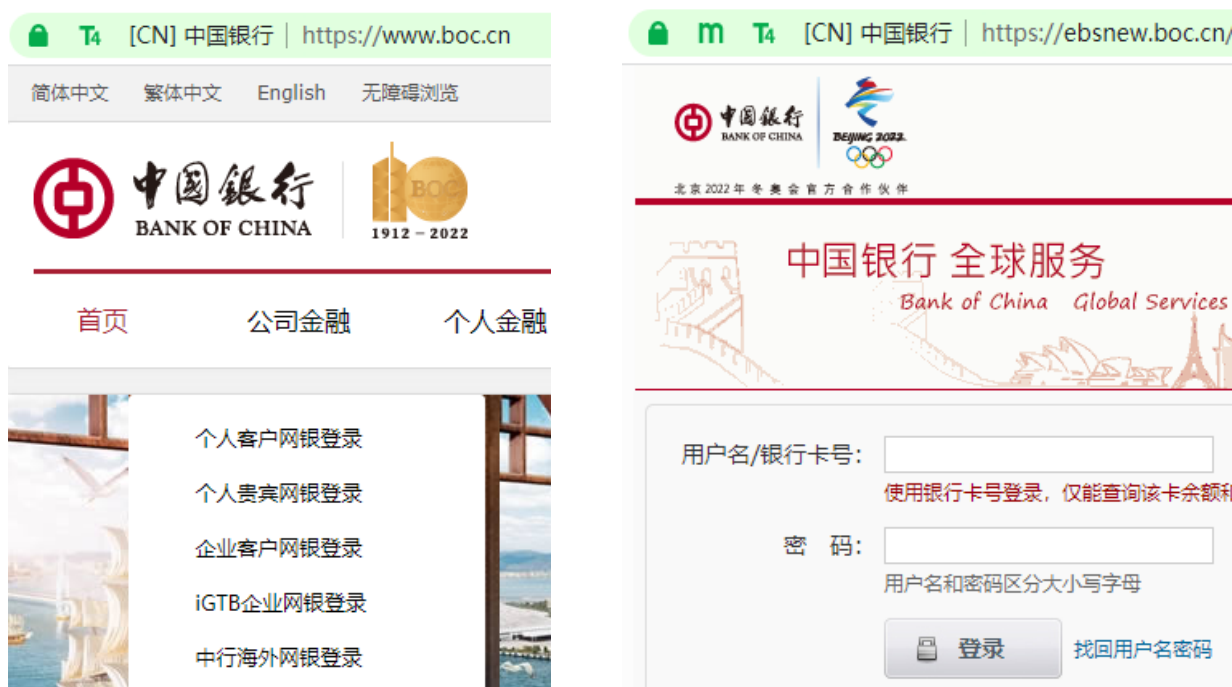 T4 [CN] 中国银行 | https://www.boc.cn
简体中文 繁体中文 English 无障碍浏览
中国銀行
BANK OF CHINA
BOC
1912 – 2022
首页 公司金融 个人金融
个人客户网银登录
个人贵宾网银登录
企业客户网银登录
iGTB企业网银登录
中行海外网银登录
m T4 [CN] 中国银行 | https://ebsnew.boc.cn/
中国銀行
BANK OF CHINA
BEIJING 2022
北京2022年冬奥会官方合作伙伴
中国银行 全球服务
Bank of China Global Services
用户名/银行卡号:
使用银行卡号登录，仅能查询该卡余额和
密 码:
用户名和密码区分大小写字母
登录 找回用户名密码